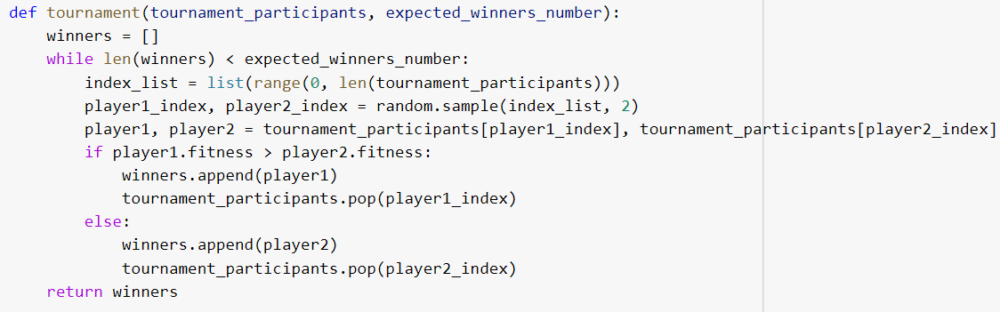 def tournament(tournament_participants, expected_winners_number):
    winners = []
    while len(winners) < expected_winners_number:
        index_list = list(range(0, len(tournament_participants)))
        player1_index, player2_index = random.sample(index_list, 2)
        player1, player2 = tournament_participants[player1_index], tournament_participants[player2_index]
        if player1.fitness > player2.fitness:
            winners.append(player1)
            tournament_participants.pop(player1_index)
        else:
            winners.append(player2)
            tournament_participants.pop(player2_index)
    return winners